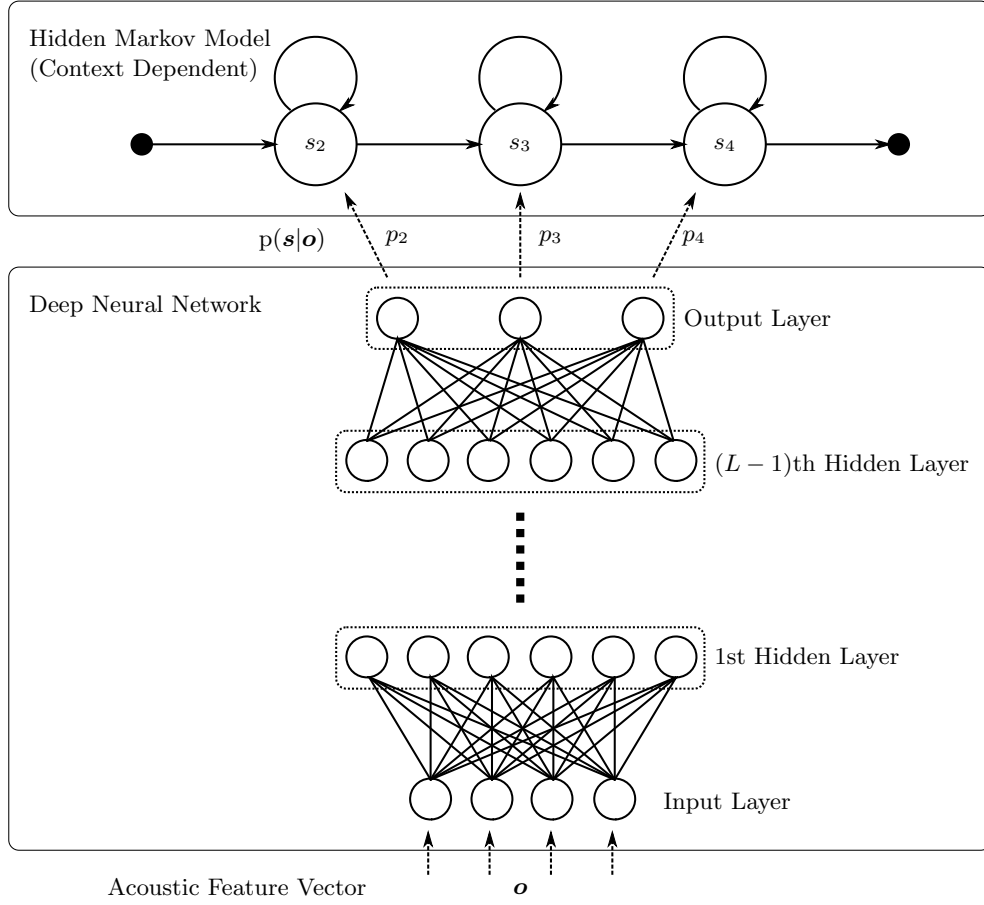 Hidden Markov Model
(Context Dependent)
s₂
s₃
s₄
p(s|o)
p₂
p₃
p₄
Deep Neural Network
Output Layer
(L − 1)th Hidden Layer
1st Hidden Layer
Input Layer
Acoustic Feature Vector
o